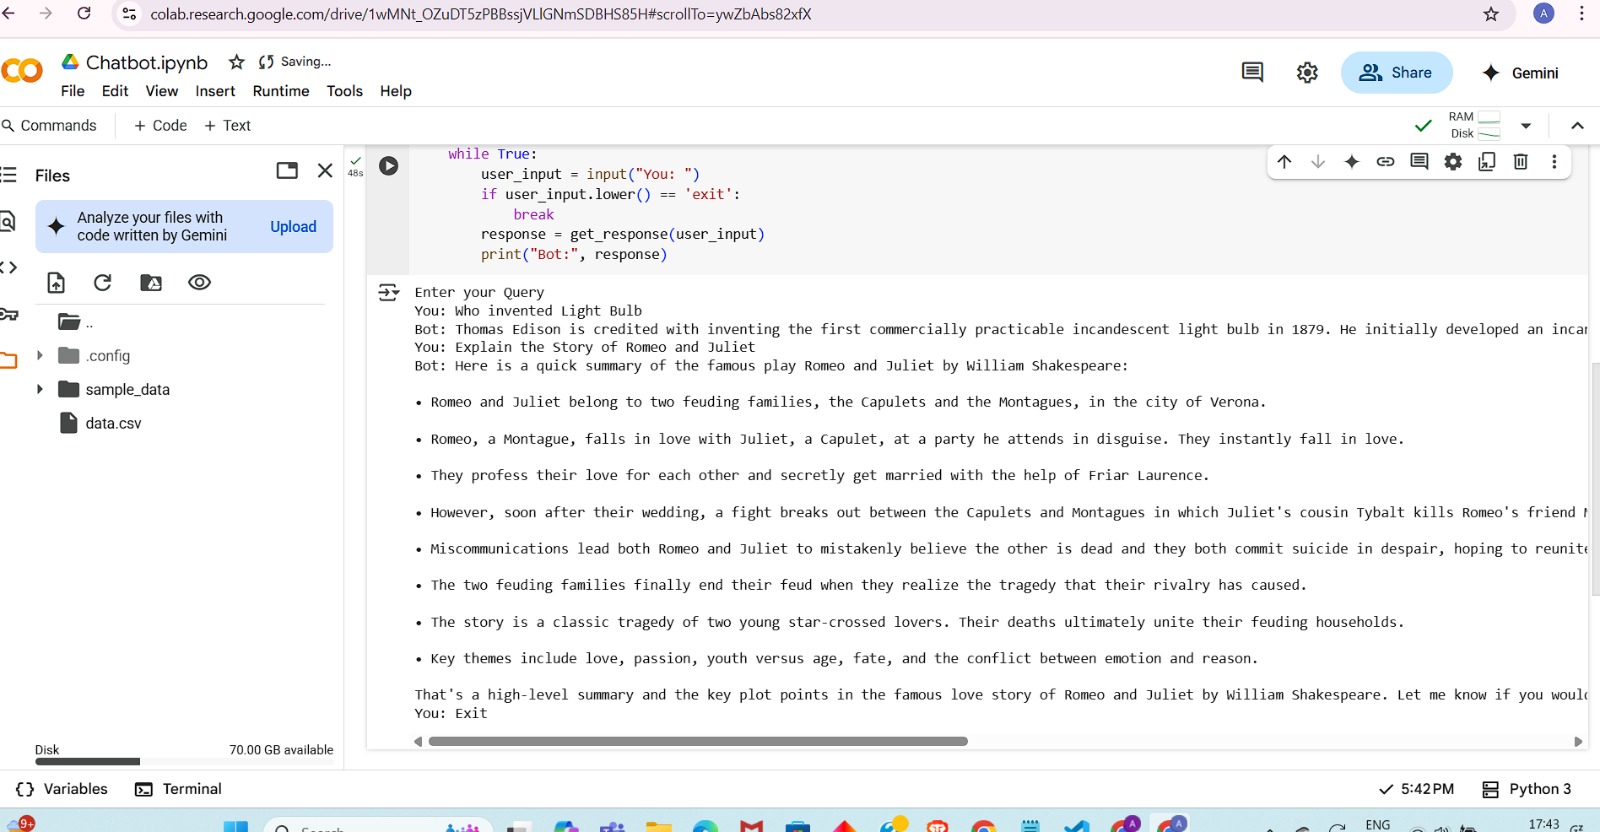 colab.research.google.com/drive/1wMNt_OZuDT5zPBBssjVLlGNmSDBHS85H#scrollTo=ywZbAbs82xfX
A
Chatbot.ipynb
Saving...
File Edit View Insert Runtime Tools Help
Share
Gemini
Commands
+ Code + Text
RAM
Disk
Files
Analyze your files with
code written by Gemini
Upload
..
.config
sample_data
data.csv
Disk
70.00 GB available
48s
while True:
user_input = input("You: ")
if user_input.lower() == 'exit':
break
response = get_response(user_input)
print("Bot:", response)
Enter your Query
You: Who invented Light Bulb
Bot: Thomas Edison is credited with inventing the first commercially practicable incandescent light bulb in 1879. He initially developed an
You: Explain the Story of Romeo and Juliet
Bot: Here is a quick summary of the famous play Romeo and Juliet by William Shakespeare:
• Romeo and Juliet belong to two feuding families, the Capulets and the Montagues, in the city of Verona.
• Romeo, a Montague, falls in love with Juliet, a Capulet, at a party he attends in disguise. They instantly fall in love.
• They profess their love for each other and secretly get married with the help of Friar Laurence.
• However, soon after their wedding, a fight breaks out between the Capulets and Montagues in which Juliet's cousin Tybalt kills Romeo's friend
• Miscommunications lead both Romeo and Juliet to mistakenly believe the other is dead and they both commit suicide in despair, hoping to
• The two feuding families finally end their feud when they realize the tragedy that their rivalry has caused.
• The story is a classic tragedy of two young star-crossed lovers. Their deaths ultimately unite their feuding households.
• Key themes include love, passion, youth versus age, fate, and the conflict between emotion and reason.
That's a high-level summary and the key plot points in the famous love story of Romeo and Juliet by William Shakespeare. Let me know if you
You: Exit
Variables
Terminal
5:42 PM
Python 3
9+
Search
A
A
ENG
17:43